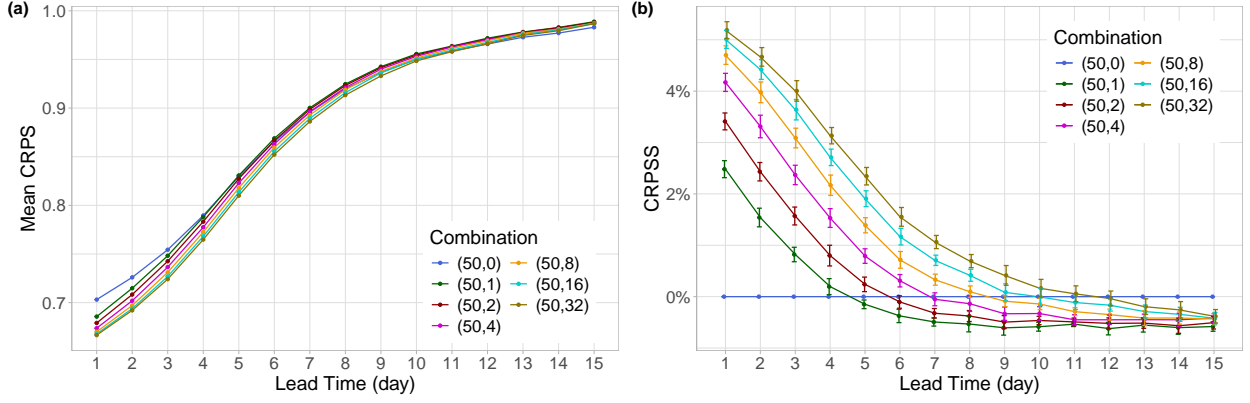 (a)
1.0
0.9
0.8
0.7
Mean CRPS
1 2 3 4 5 6 7 8 9 10 11 12 13 14 15
Lead Time (day)
Combination
(50,0) (50,8)
(50,1) (50,16)
(50,2) (50,32)
(50,4)
(b)
4%
2%
0%
CRPSS
1 2 3 4 5 6 7 8 9 10 11 12 13 14 15
Lead Time (day)
Combination
(50,0) (50,8)
(50,1) (50,16)
(50,2) (50,32)
(50,4)